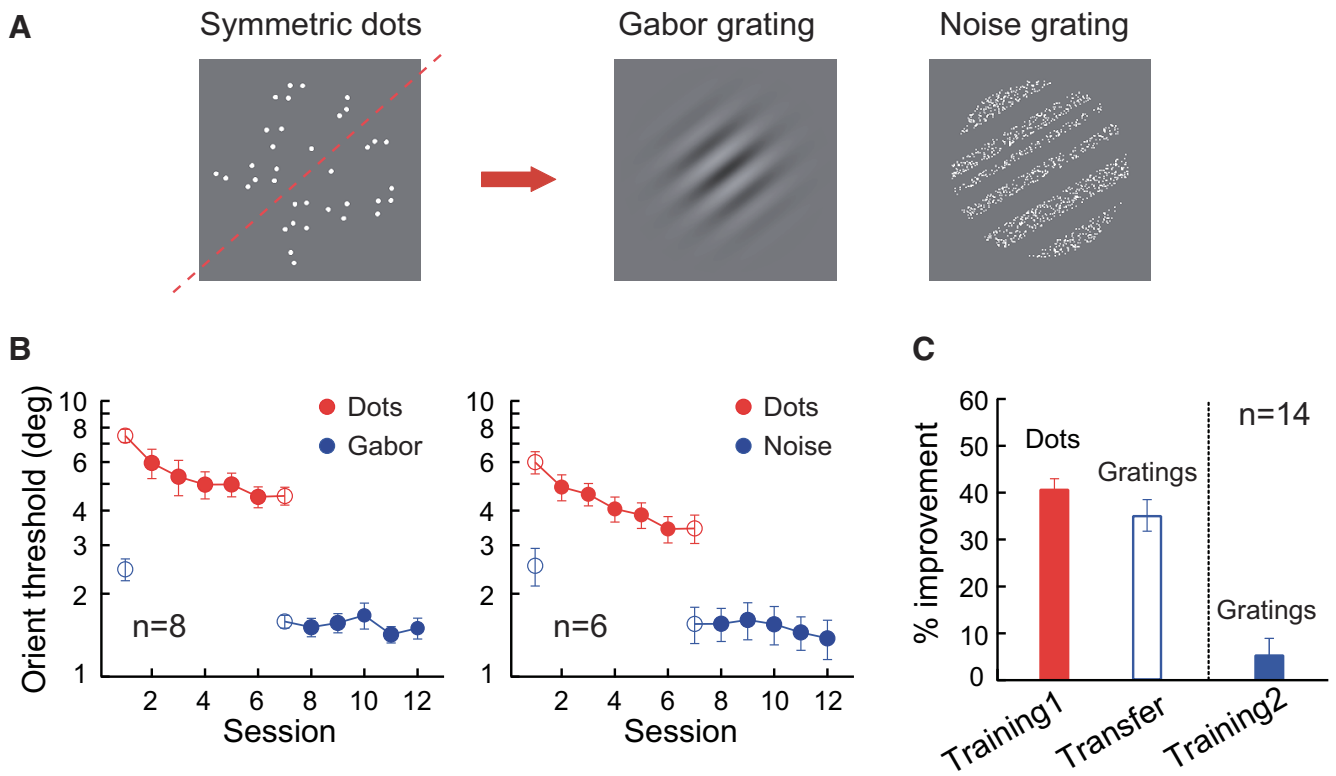 A
Symmetric dots
Gabor grating
Noise grating
B
Orient threshold (deg)
10
8
6
4
3
2
1
Dots
Gabor
n=8
2 4 6 8 10 12
Session
10
8
6
4
3
2
1
Dots
Noise
n=6
2 4 6 8 10 12
Session
C
% improvement
60
50
40
30
20
10
0
n=14
Dots
Gratings
Gratings
Training1
Transfer
Training2